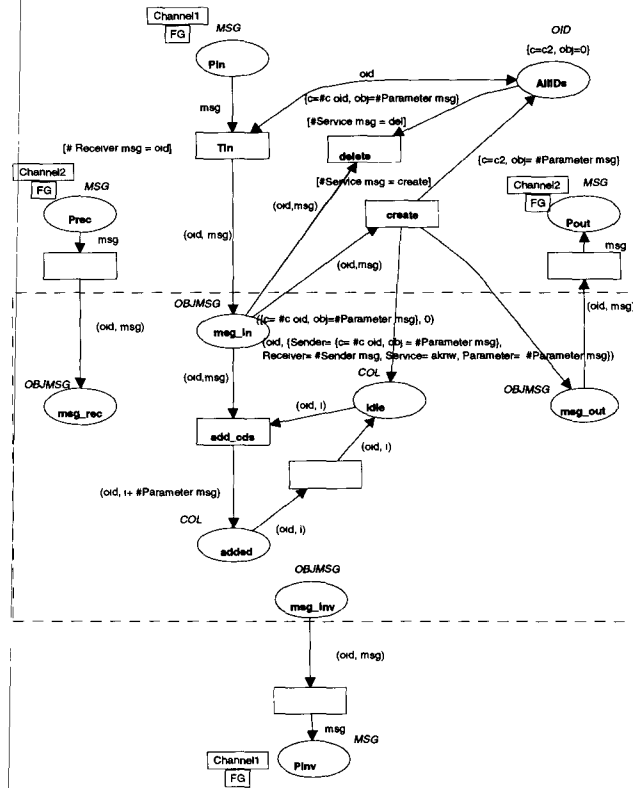 Channel1
FG
MSG
Pin
msg
OID
{c=c2, obj=0}
AllIDs
oid
{c=#c oid, obj=#Parameter msg}
[#Service msg = del]
[# Receiver msg = oid]
Tin
delete
[#Service msg = create]
{c=c2, obj= #Parameter msg}
Channel2
FG
MSG
Prec
msg
(oid,msg)
create
Channel2
FG
MSG
Pout
msg
(oid, msg)
(oid,msg)
(oid, msg)
(oid, msg)
OBJMSG
msg_in
({c= #c oid, obj=#Parameter msg}, 0)
(oid, {Sender= {c= #c oid, obj = #Parameter msg},
Receiver= #Sender msg, Service= aknw, Parameter= #Parameter msg})
(oid,msg)
COL
idle
OBJMSG
msg_rec
OBJMSG
msg_out
add_cds
(oid, i)
(oid, i)
(oid, i+ #Parameter msg}
COL
added
(oid, i)
OBJMSG
msg_inv
(oid, msg)
msg
MSG
PInv
Channel1
FG